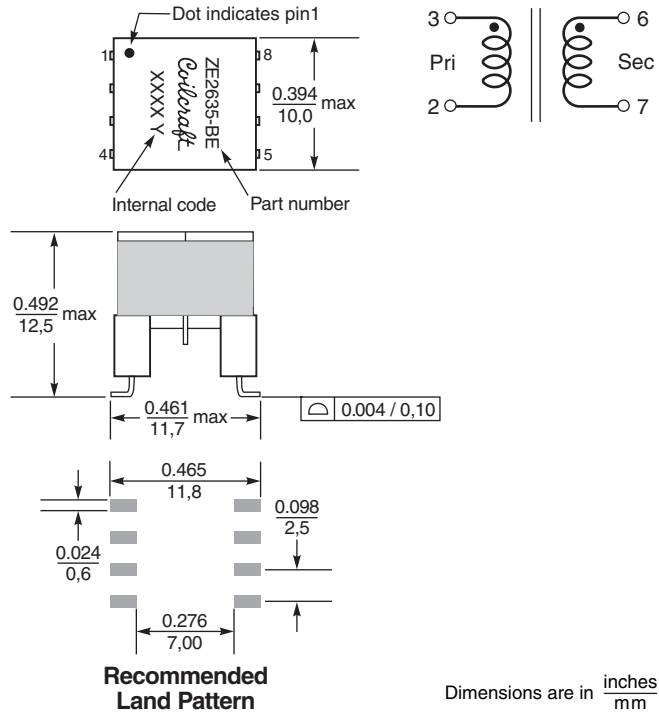 Dot indicates pin1
1
8
4
5
ZE2635-BE
Coilcraft
XXXX Y
0.394
10,0
max
Internal code
Part number
3
6
Pri
Sec
2
7
0.492
12,5
max
0.461
11,7
max
0.004 / 0,10
0.465
11,8
0.024
0,6
0.098
2,5
0.276
7,00
Recommended
Land Pattern
Dimensions are in inches
mm